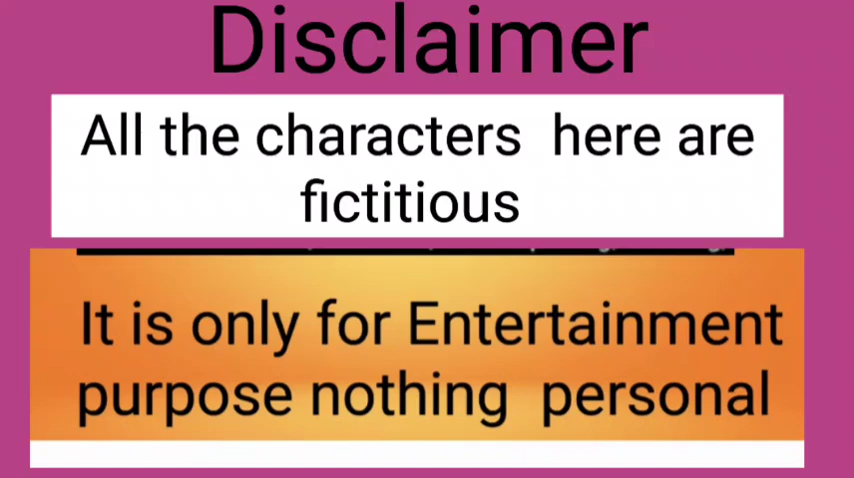 Disclaimer
All the characters here are
fictitious
It is only for Entertainment
purpose nothing personal